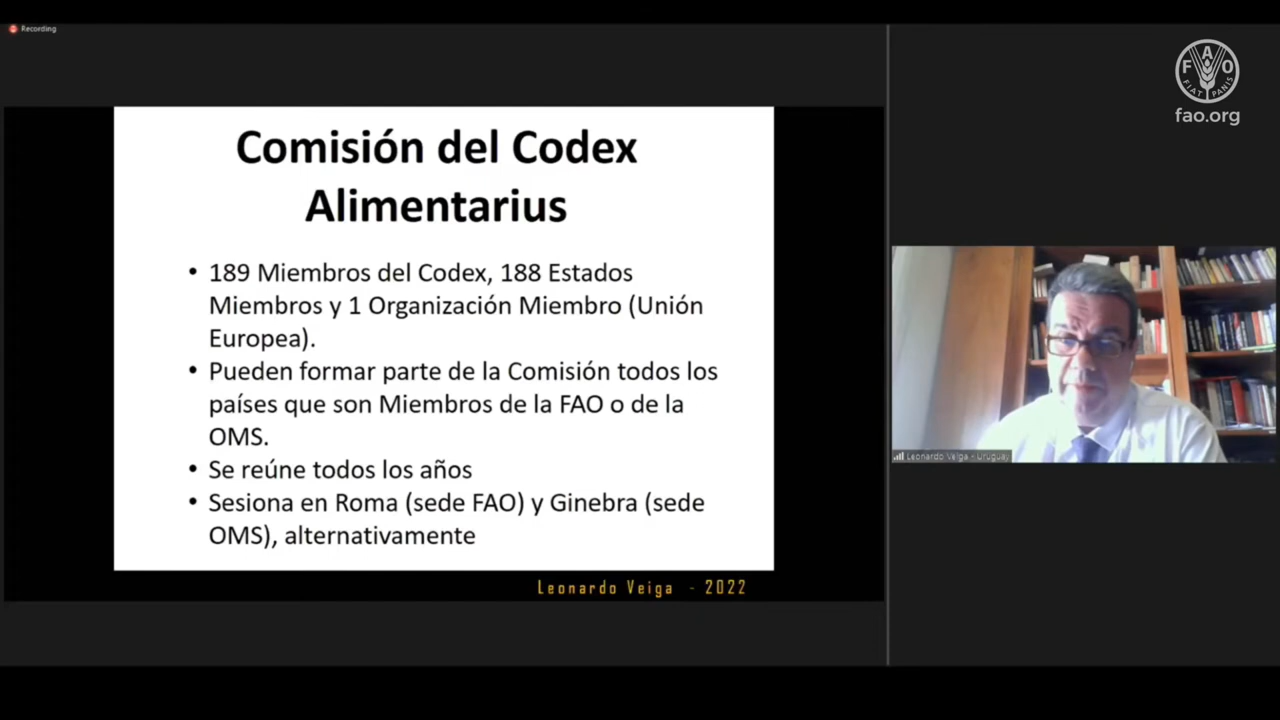 Recording
FAO
FIAT PANIS
fao.org
Comisión del Codex
Alimentarius
• 189 Miembros del Codex, 188 Estados
Miembros y 1 Organización Miembro (Unión
Europea).
• Pueden formar parte de la Comisión todos los
países que son Miembros de la FAO o de la
OMS.
• Se reúne todos los años
• Sesiona en Roma (sede FAO) y Ginebra (sede
OMS), alternativamente
Leonardo Veiga - 2022
Leonardo Veiga - Uruguay